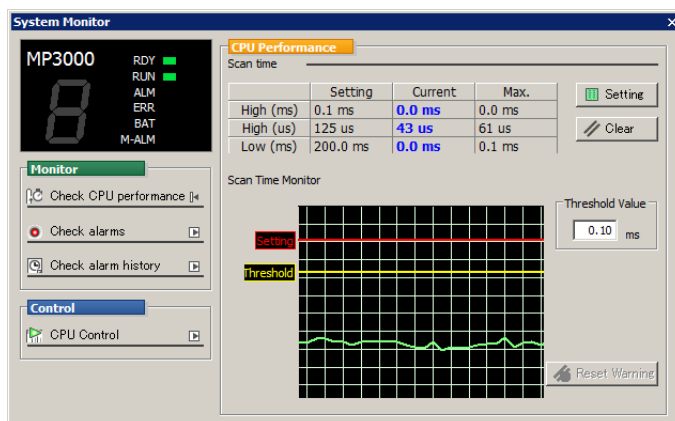 System Monitor
MP3000
RDY
RUN
ALM
ERR
BAT
M-ALM
Monitor
Check CPU performance
Check alarms
Check alarm history
Control
CPU Control
CPU Performance
Scan time
Setting Current Max.
High (ms) 0.1 ms 0.0 ms 0.0 ms
High (us) 125 us 43 us 61 us
Low (ms) 200.0 ms 0.0 ms 0.1 ms
Setting
Clear
Scan Time Monitor
Setting
Threshold
Threshold Value
0.10 ms
Reset Warning